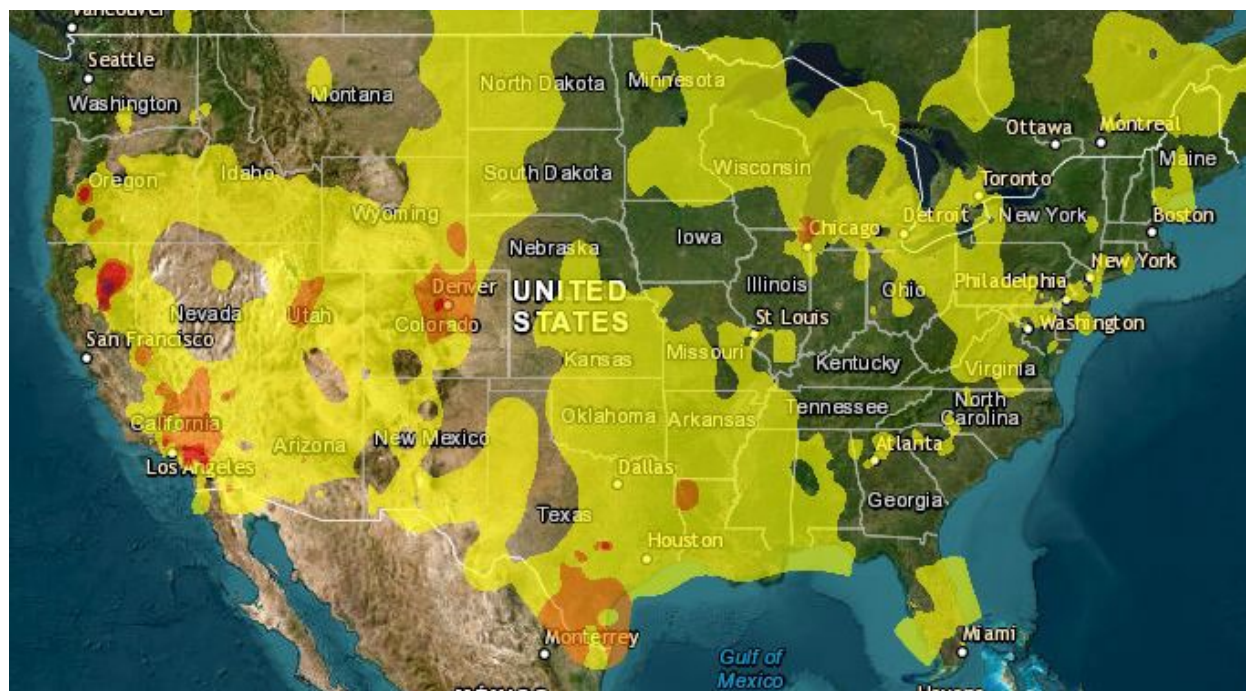 Vancouver
Seattle
Washington
Montana
North Dakota
Minnesota
Ottawa
Montreal
Maine
Oregon
Idaho
South Dakota
Wisconsin
Toronto
Wyoming
Detroit
New York
Boston
Nebraska
Iowa
Chicago
New York
Denver
UNITED
STATES
Illinois
Ohio
Philadelphia
Nevada
Utah
Colorado
St Louis
Washington
San Francisco
Kansas
Missouri
Kentucky
Virginia
California
Oklahoma
Arkansas
Tennessee
North
Carolina
Arizona
New Mexico
Atlanta
Los Angeles
Dallas
Georgia
Texas
Houston
Monterrey
Miami
Gulf of
Mexico